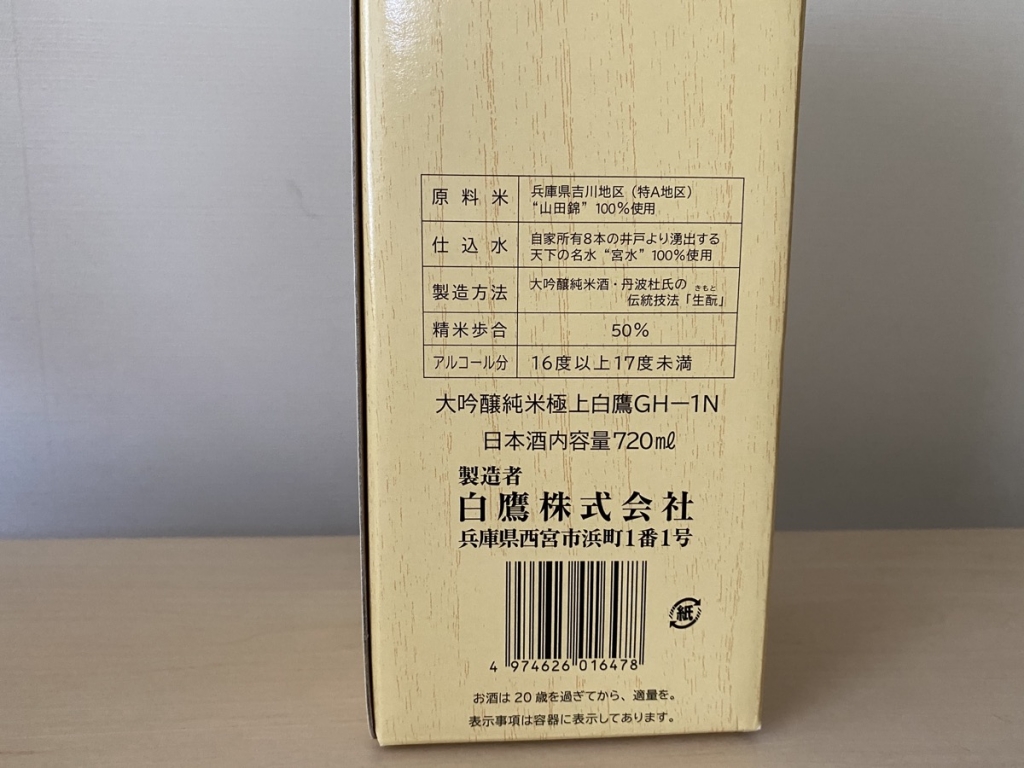 原料米
兵庫県吉川地区（特A地区）
“山田錦”100％使用
仕込水
自家所有8本の井戸より湧出する
天下の名水“宮水”100％使用
製造方法
大吟醸純米酒・丹波杜氏の
きもと
伝統技法「生酛」
精米歩合
50％
アルコール分
16度以上17度未満
大吟醸純米極上白鷹GHー1N
日本酒内容量720㎖
製造者
白鷹株式会社
兵庫県西宮市浜町1番1号
紙
4 974626 016478
お酒は20歳を過ぎてから、適量を。
表示事項は容器に表示してあります。